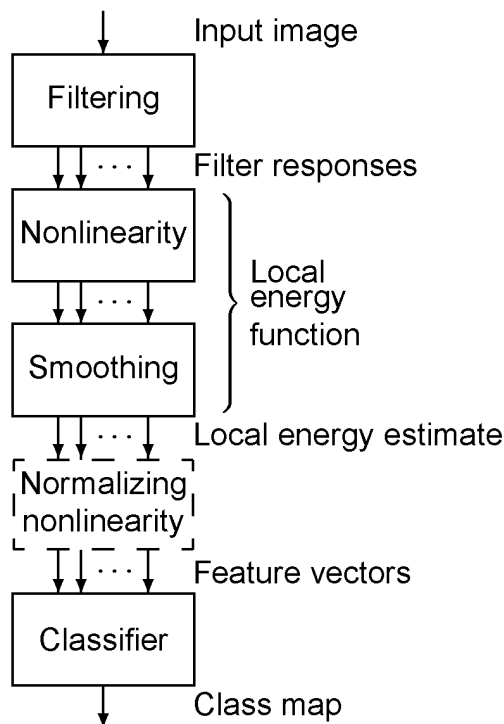 Input image
Filtering
Filter responses
Nonlinearity
Local
energy
function
Smoothing
Local energy estimate
Normalizing
nonlinearity
Feature vectors
Classifier
Class map